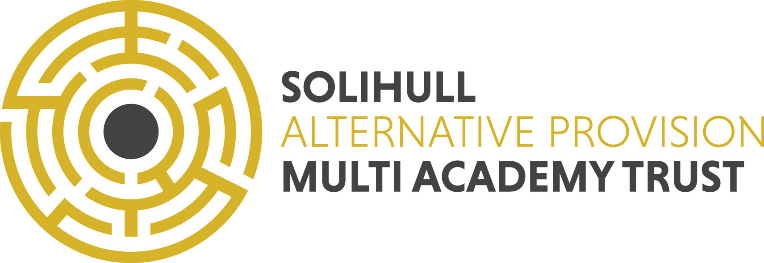 SOLIHULL
ALTERNATIVE PROVISION
MULTI ACADEMY TRUST